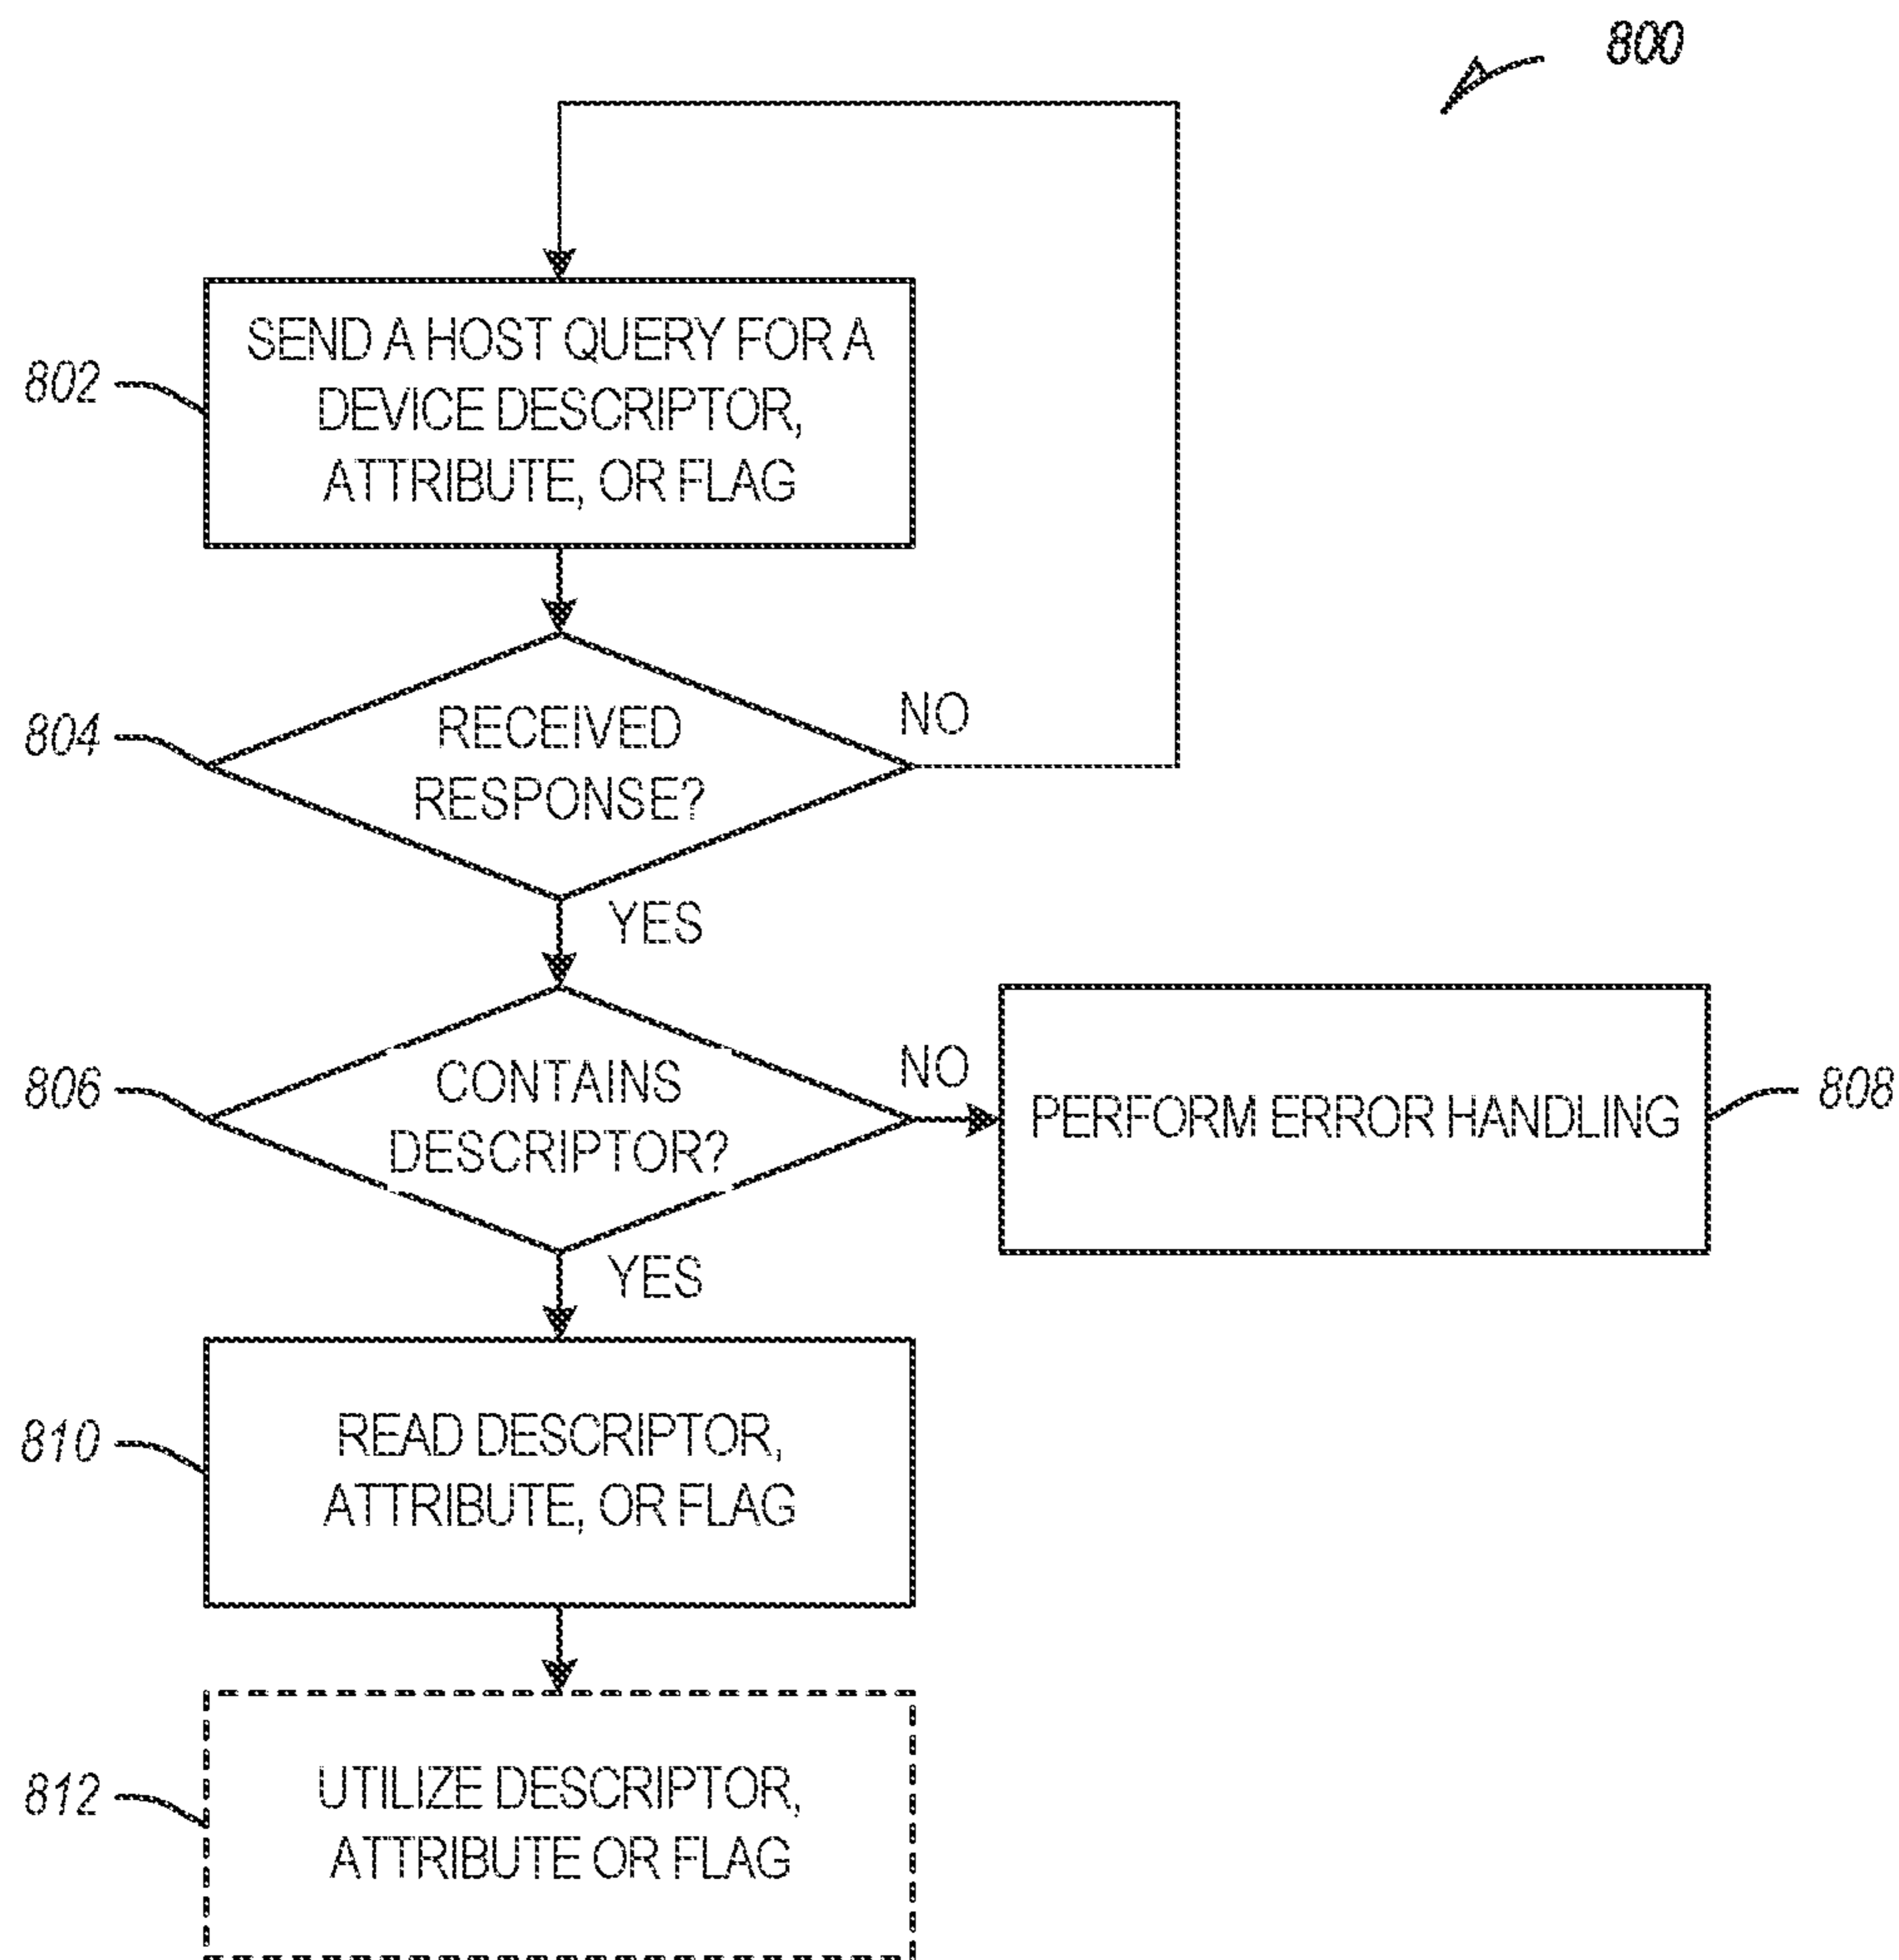 800
802
SEND A HOST QUERY FOR A
DEVICE DESCRIPTOR,
ATTRIBUTE, OR FLAG
804
RECEIVED
RESPONSE?
NO
YES
806
CONTAINS
DESCRIPTOR?
NO
PERFORM ERROR HANDLING
808
YES
810
READ DESCRIPTOR,
ATTRIBUTE, OR FLAG
812
UTILIZE DESCRIPTOR,
ATTRIBUTE OR FLAG